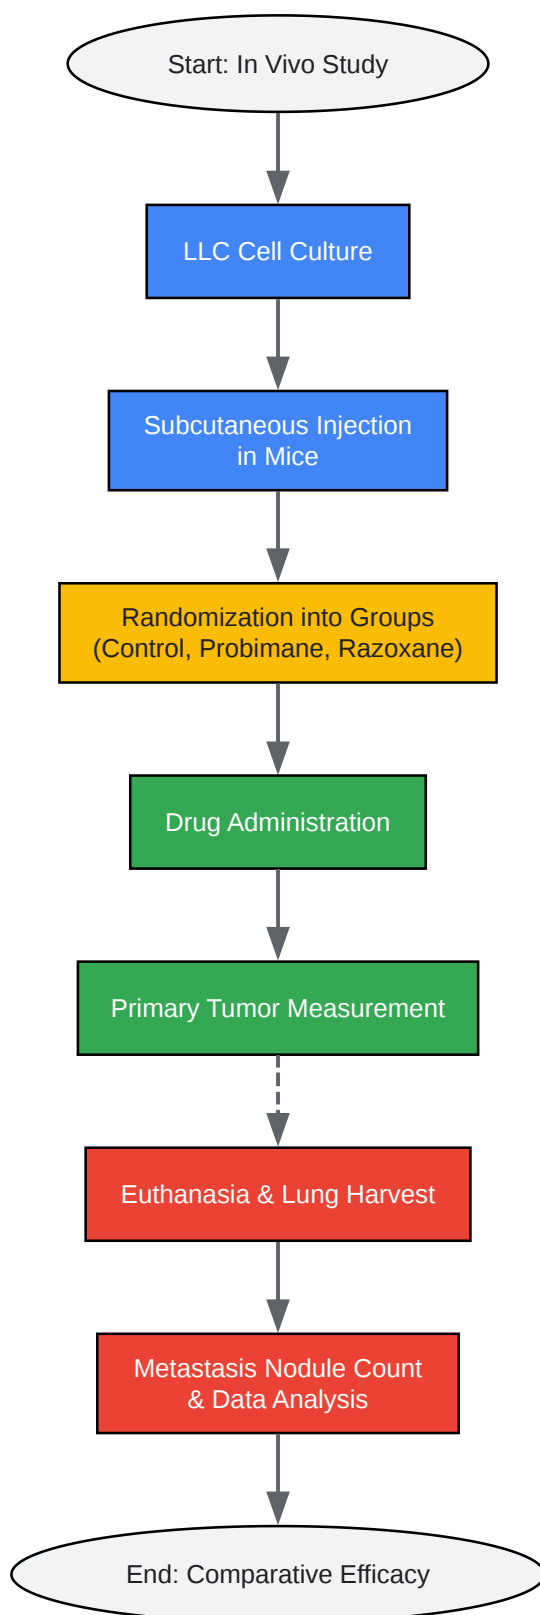 Start: In Vivo Study
LLC Cell Culture
Subcutaneous Injection
in Mice
Randomization into Groups
(Control, Probimane, Razoxane)
Drug Administration
Primary Tumor Measurement
Euthanasia & Lung Harvest
Metastasis Nodule Count
& Data Analysis
End: Comparative Efficacy